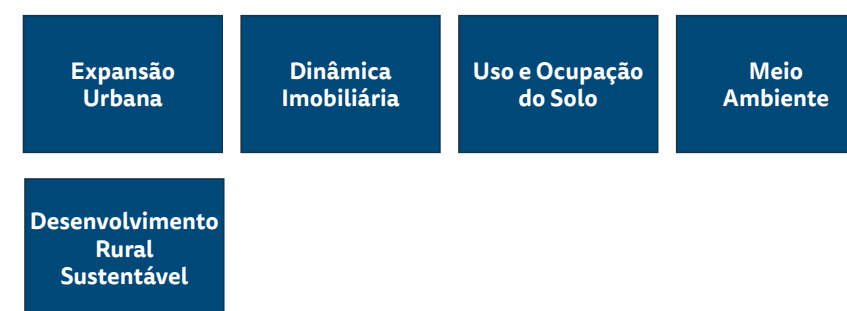 Expansão
Urbana
Dinâmica
Imobiliária
Uso e Ocupação
do Solo
Meio
Ambiente
Desenvolvimento
Rural
Sustentável